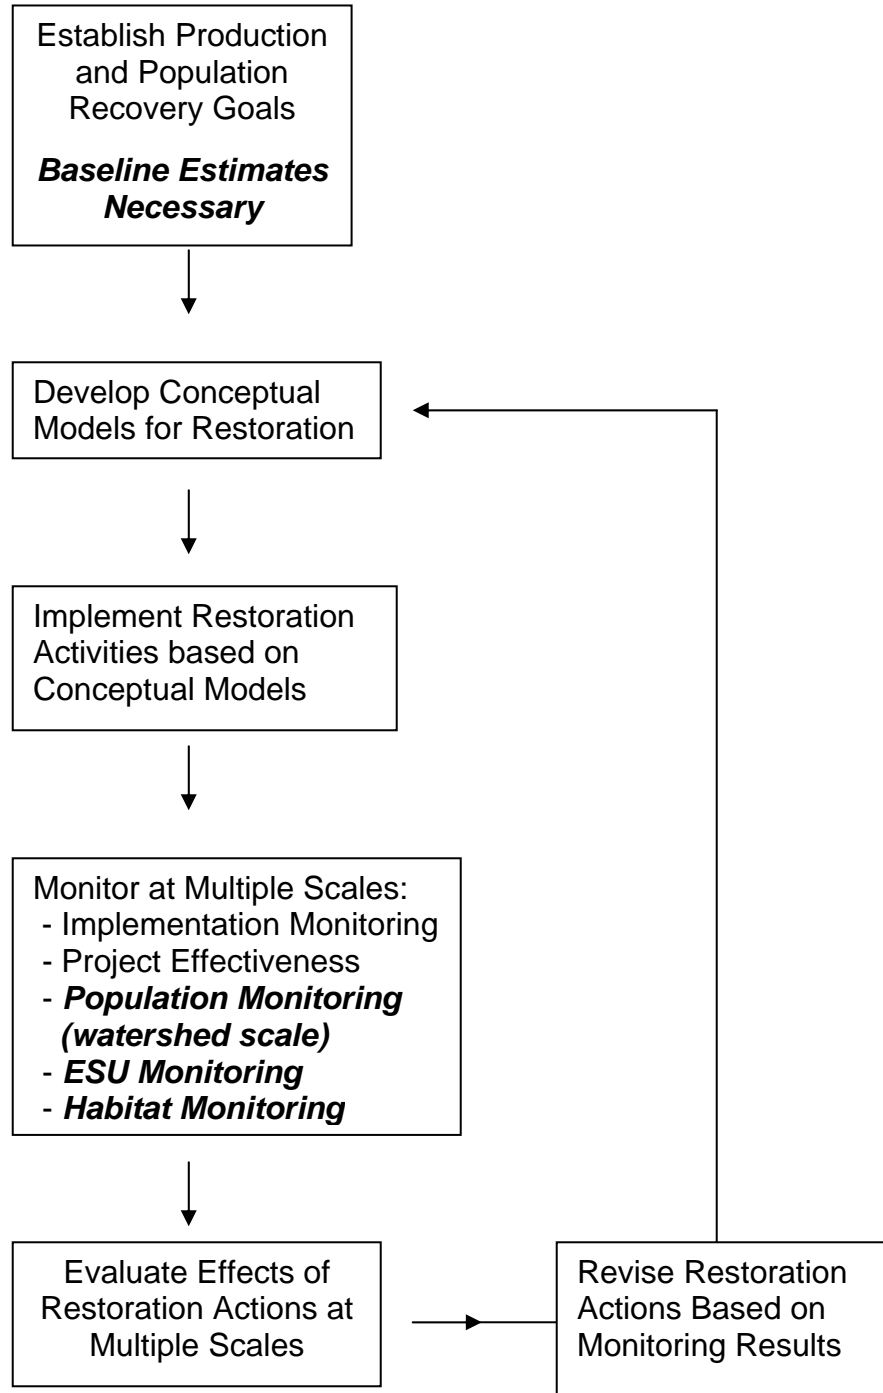 Establish Production
and Population
Recovery Goals
Baseline Estimates
Necessary
Develop Conceptual
Models for Restoration
Implement Restoration
Activities based on
Conceptual Models
Monitor at Multiple Scales:
- Implementation Monitoring
- Project Effectiveness
- Population Monitoring
(watershed scale)
- ESU Monitoring
- Habitat Monitoring
Evaluate Effects of
Restoration Actions at
Multiple Scales
Revise Restoration
Actions Based on
Monitoring Results